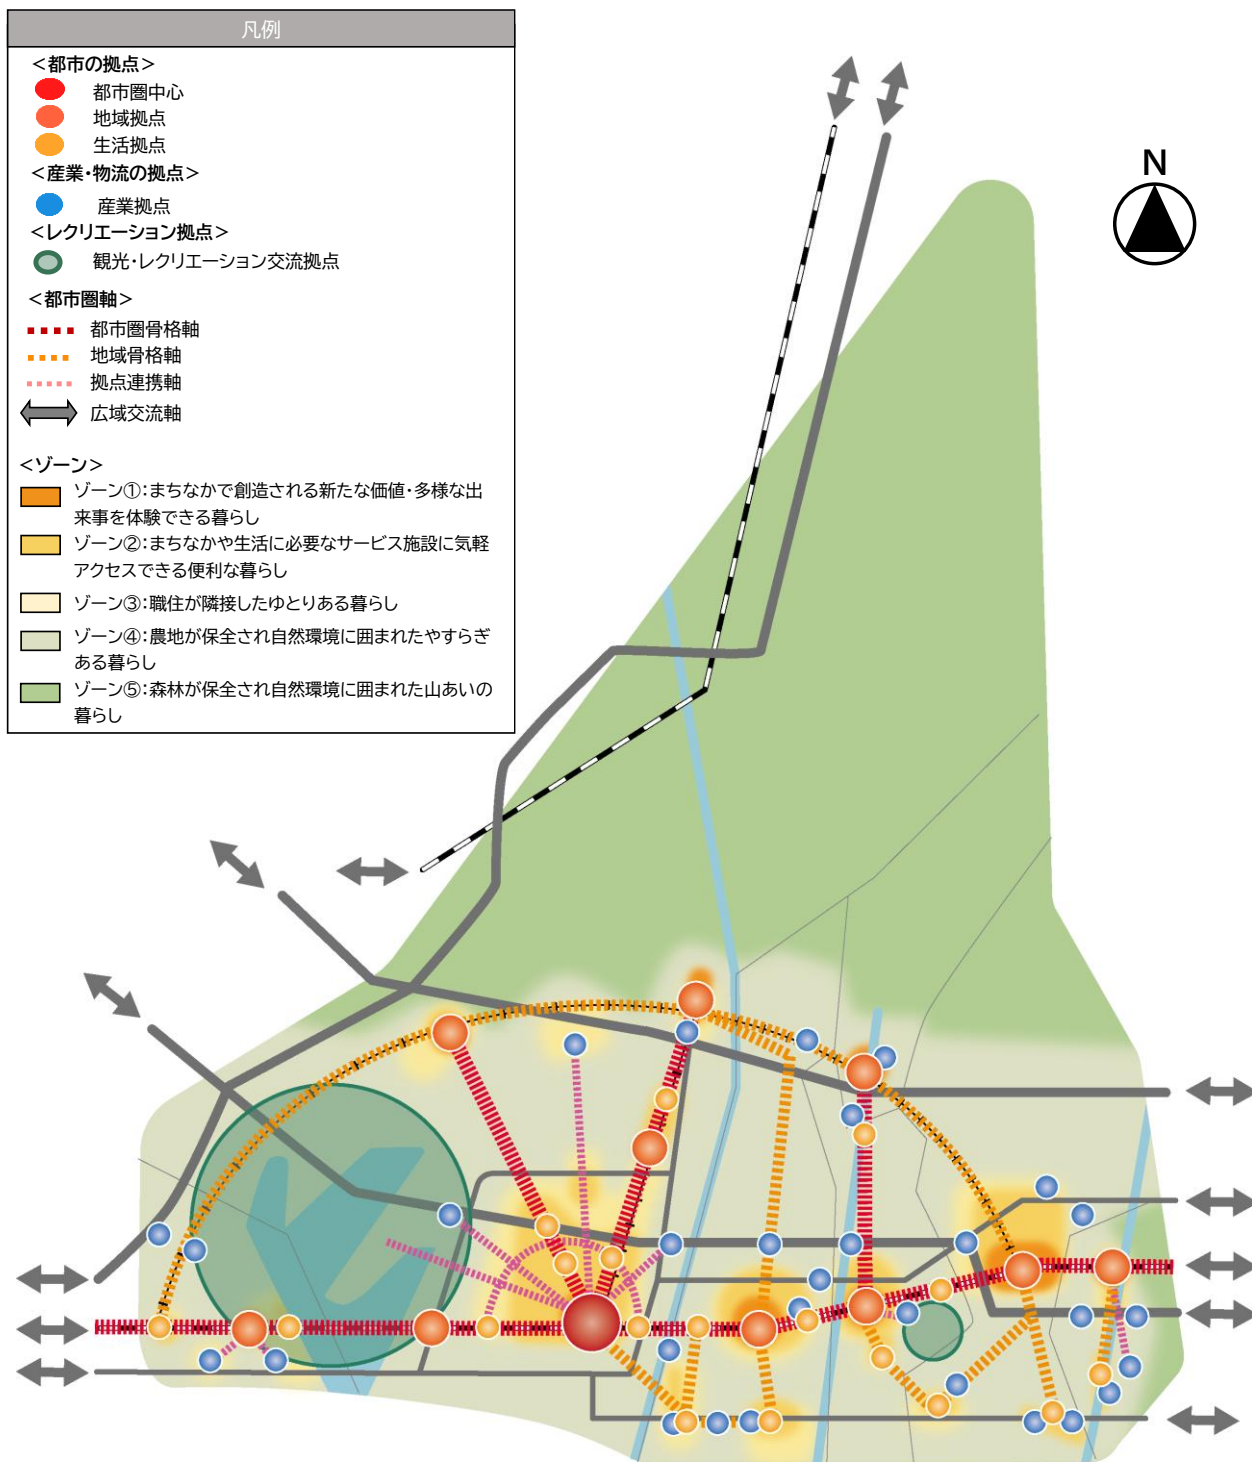 凡例
＜都市の拠点＞
都市圏中心
地域拠点
生活拠点
＜産業・物流の拠点＞
産業拠点
＜レクリエーション拠点＞
観光・レクリエーション交流拠点
＜都市圏軸＞
都市圏骨格軸
地域骨格軸
拠点連携軸
広域交流軸
＜ゾーン＞
ゾーン①：まちなかで創造される新たな価値・多様な出
来事を体験できる暮らし
ゾーン②：まちなかや生活に必要なサービス施設に気軽
アクセスできる便利な暮らし
ゾーン③：職住が隣接したゆとりある暮らし
ゾーン④：農地が保全され自然環境に囲まれたやすらぎ
ある暮らし
ゾーン⑤：森林が保全され自然環境に囲まれた山あいの
暮らし
N